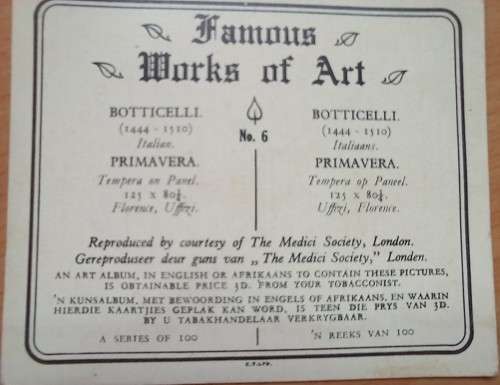 Famous
Works of Art
BOTTICELLI.
(1444 - 1510)
Italian.
PRIMAVERA.
Tempera on Panel.
125 x 80¼.
Florence, Uffizi.
No. 6
BOTTICELLI.
(1444 - 1510)
Italiaans.
PRIMAVERA.
Tempera op Paneel.
125 x 80¼.
Uffizi, Florence.
Reproduced by courtesy of The Medici Society, London.
Gereproduseer deur guns van „The Medici Society," Londen.
AN ART ALBUM, IN ENGLISH OR AFRIKAANS TO CONTAIN THESE PICTURES,
IS OBTAINABLE PRICE 3D. FROM YOUR TOBACCONIST.
'N KUNSALBUM, MET BEWOORDING IN ENGELS OF AFRIKAANS, EN WAARIN
HIERDIE KAARTJIES GEPLAK KAN WORD, IS TEEN DIE PRYS VAN 3D.
BY U TABAKHANDELAAR VERKRYGBAAR.
A SERIES OF 100
'N REEKS VAN 100